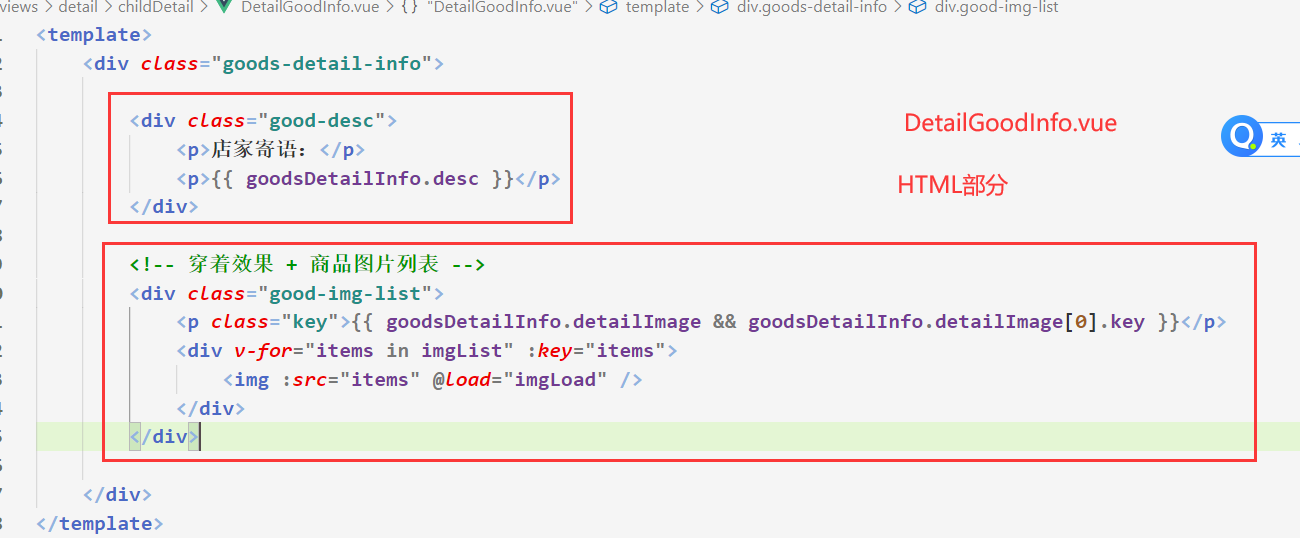 views > detail > childDetail > DetailGoodInfo.vue > {} "DetailGoodInfo.vue" > template > div.goods-detail-info > div.good-img-list
<template>
<div class="goods-detail-info">
<div class="good-desc">
<p>店家寄语：</p>
<p>{{ goodsDetailInfo.desc }}</p>
</div>
<!-- 穿着效果 + 商品图片列表 -->
<div class="good-img-list">
<p class="key">{{ goodsDetailInfo.detailImage && goodsDetailInfo.detailImage[0].key }}</p>
<div v-for="items in imgList" :key="items">
<img :src="items" @load="imgLoad" />
</div>
</div>
</div>
</template>
DetailGoodInfo.vue
HTML部分
英